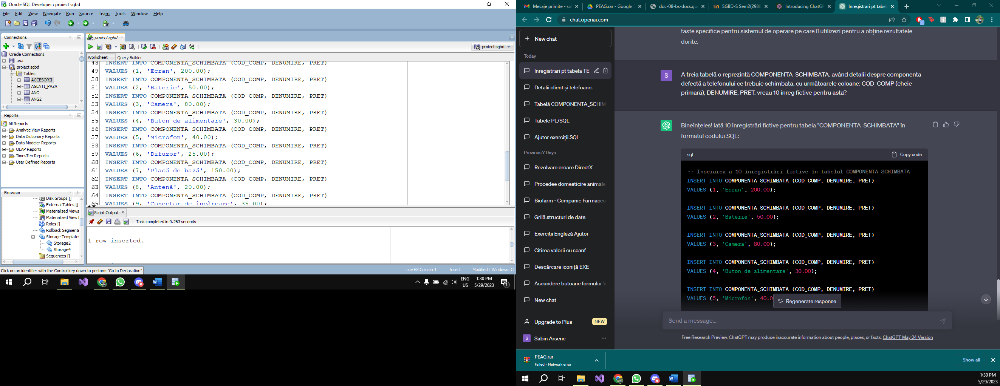 Oracle SQL Developer : proiect sgbd
File Edit View Navigate Run Source Team Tools Window Help
Connections
Oracle Connections
asa
proiect sgbd
Tables
ACCESORII
AGENTI_PAZA
ANG
ANG2
Reports
All Reports
Analytic View Reports
Data Dictionary Reports
Data Modeler Reports
OLAP Reports
TimesTen Reports
User Defined Reports
Browser
Disk Groups []
External Tables []
Materialized Views
Materialized View
Roles []
Rollback Segments
Storage Template
Storage2
Storage4
Sequences []
proiect sgbd
proiect sgbd
Worksheet Query Builder
48 INSERT INTO COMPONENTA_SCHIMBATA (COD_COMP, DENUMIRE, PRET)
49 VALUES (1, 'Ecran', 200.00);
50 INSERT INTO COMPONENTA_SCHIMBATA (COD_COMP, DENUMIRE, PRET)
51 VALUES (2, 'Baterie', 50.00);
52 INSERT INTO COMPONENTA_SCHIMBATA (COD_COMP, DENUMIRE, PRET)
53 VALUES (3, 'Camera', 80.00);
54 INSERT INTO COMPONENTA_SCHIMBATA (COD_COMP, DENUMIRE, PRET)
55 VALUES (4, 'Buton de alimentare', 30.00);
56 INSERT INTO COMPONENTA_SCHIMBATA (COD_COMP, DENUMIRE, PRET)
57 VALUES (5, 'Microfon', 40.00);
58 INSERT INTO COMPONENTA_SCHIMBATA (COD_COMP, DENUMIRE, PRET)
59 VALUES (6, 'Difuzor', 25.00);
60 INSERT INTO COMPONENTA_SCHIMBATA (COD_COMP, DENUMIRE, PRET)
61 VALUES (7, 'Placă de bază', 150.00);
62 INSERT INTO COMPONENTA_SCHIMBATA (COD_COMP, DENUMIRE, PRET)
63 VALUES (8, 'Antenă', 20.00);
64 INSERT INTO COMPONENTA_SCHIMBATA (COD_COMP, DENUMIRE, PRET)
65 VALUES (9, 'Conector de încărcare', 35.00);
Script Output
Task completed in 0.263 seconds
1 row inserted.
Click on an identifier with the Control key down to perform "Go to Declaration"
Line 68 Column 1 Insert Modified Windows: CF
ENG
US
1:30 PM
5/29/2023
1
Mesaje primite - sa
PEAG.rar - Google
doc-08-bs-docs.go
SGBD-S Sem2(2980
Introducing ChatGP
Inregistrari pt tabel
chat.openai.com
New chat
Today
Inregistrari pt tabela TE
Detalii client și telefoane.
Tabelă COMPONENTA_SCHIM
Tabele PL/SQL
Ajutor exerciții SQL
Previous 7 Days
Rezolvare eroare DirectX
Procedee domesticire animale
Biofarm - Companie Farmaceu
Grilă structuri de date
Exerciții Engleză Ajutor
Citirea valorii cu scanf
Descărcare iconiță EXE
Ascundere butoane formular V
New chat
Upgrade to Plus NEW
S Sabin Arsene
taste specifice pentru sistemul de operare pe care îl utilizezi pentru a obține rezultatele
dorite.
S
A treia tabelă o reprezintă COMPONENTA_SCHIMBATA, având detalii despre componenta
defectă a telefonului ce trebuie schimbata, cu următoarele coloane: COD_COMP (cheie
primară), DENUMIRE, PRET. vreau 10 inreg fictive pentru asta?
Bineînțeles! Iată 10 înregistrări fictive pentru tabela "COMPONENTA_SCHIMBATA" în
formatul codului SQL:
sql Copy code
-- Inserarea a 10 înregistrări fictive în tabelul COMPONENTA_SCHIMBATA
INSERT INTO COMPONENTA_SCHIMBATA (COD_COMP, DENUMIRE, PRET)
VALUES (1, 'Ecran', 200.00);
INSERT INTO COMPONENTA_SCHIMBATA (COD_COMP, DENUMIRE, PRET)
VALUES (2, 'Baterie', 50.00);
INSERT INTO COMPONENTA_SCHIMBATA (COD_COMP, DENUMIRE, PRET)
VALUES (3, 'Camera', 80.00);
INSERT INTO COMPONENTA_SCHIMBATA (COD_COMP, DENUMIRE, PRET)
VALUES (4, 'Buton de alimentare', 30.00);
INSERT INTO COMPONENTA_SCHIMBATA (COD_COMP, DENUMIRE, PRET)
VALUES (5, 'Microfon', 40.0
Regenerate response
Send a message...
Free Research Preview. ChatGPT may produce inaccurate information about people, places, or facts. ChatGPT May 24 Version
PEAG.rar
Failed - Network error
Show all
1:30 PM
5/29/2023